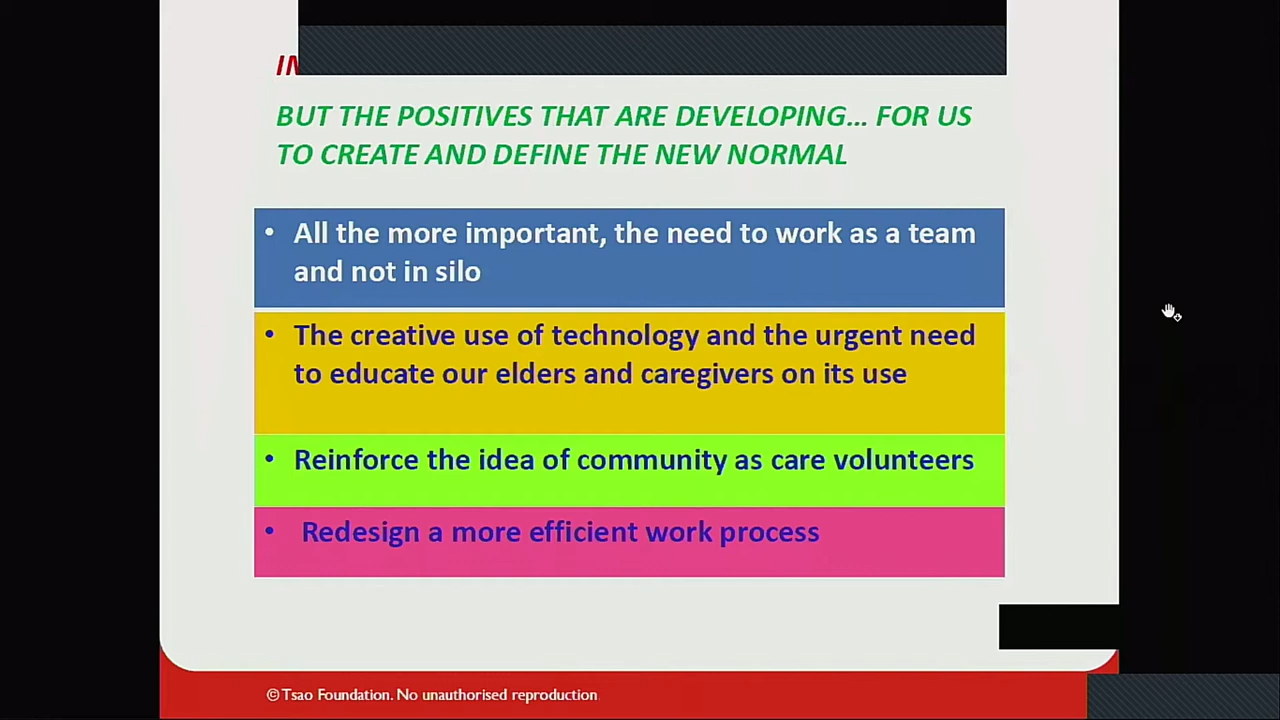 BUT THE POSITIVES THAT ARE DEVELOPING... FOR US
TO CREATE AND DEFINE THE NEW NORMAL
• All the more important, the need to work as a team
and not in silo
• The creative use of technology and the urgent need
to educate our elders and caregivers on its use
• Reinforce the idea of community as care volunteers
• Redesign a more efficient work process
© Tsao Foundation. No unauthorised reproduction